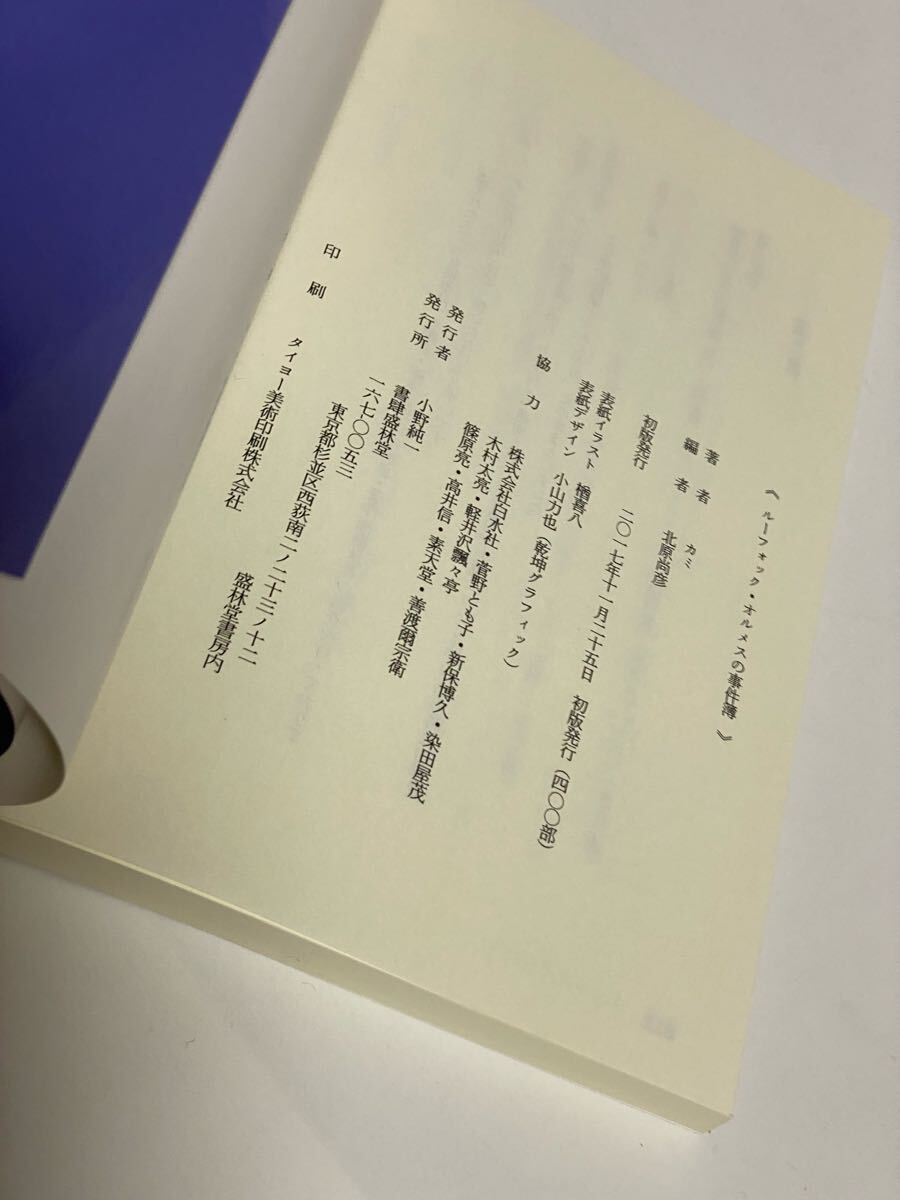 《ルーフォック・オルメスの事件簿》
著者　カミ
編者　北原尚彦
初版発行　二〇一七年十一月二十五日　初版発行（四〇〇部）
表紙イラスト　楢喜八
表紙デザイン　小山力也（乾坤グラフィック）
協力　株式会社白水社・菅野とも子・新保博久・染田屋茂
木村太亮・軽井沢飄々亭
篠原亮・高井信・素天堂・善渡爾宗衛
発行者　小野純一
発行所　書肆盛林堂
一六七‐〇〇五三
東京都杉並区西荻南二ノ二十三ノ十二　盛林堂書房内
印刷　タイヨー美術印刷株式会社